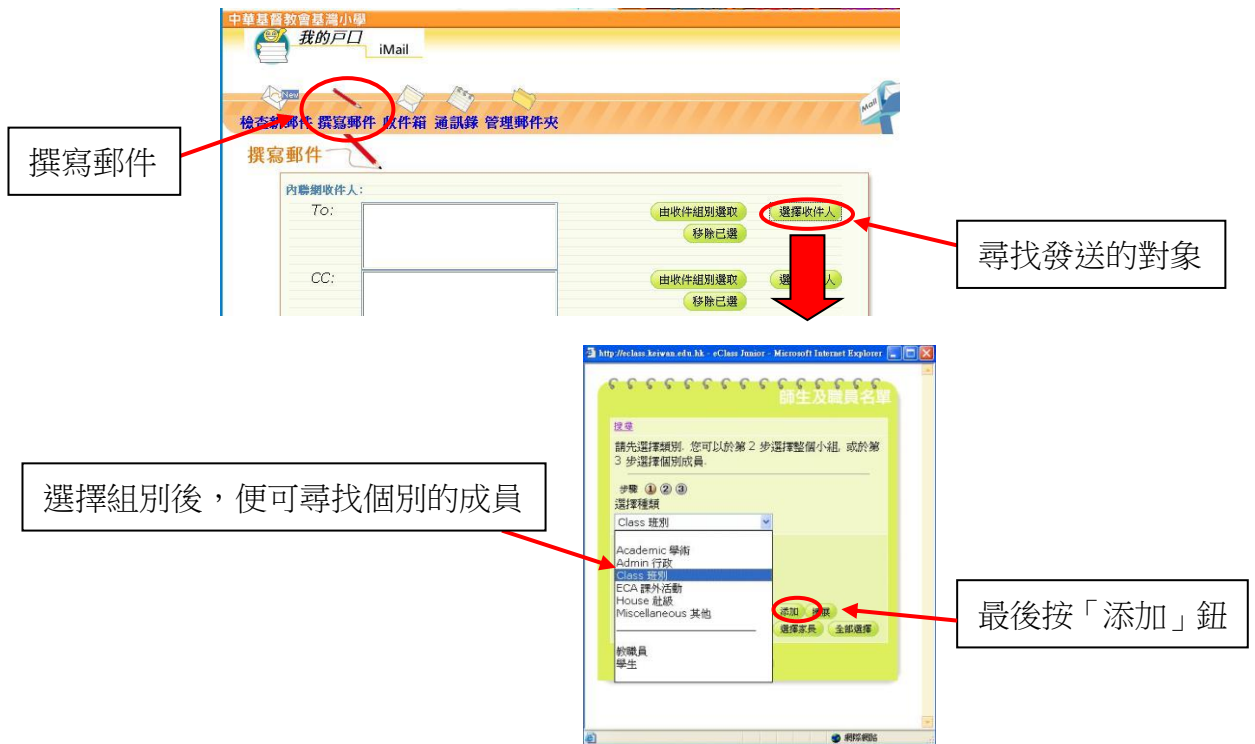 中華基督教會基灣小學
我的戶口
iMail
New
Mail
檢查新郵件 撰寫郵件 收件箱 通訊錄 管理郵件夾
撰寫郵件
撰寫郵件
內聯網收件人:
To:
由收件組別選取
選擇收件人
移除已選
尋找發送的對象
CC:
由收件組別選取
選 人
移除已選
http://eclass.keiwan.edu.hk - eClass Junior - Microsoft Internet Explorer
師生及職員名單
請先選擇類別. 您可以於第 2 步選擇整個小組, 或於第
3 步選擇個別成員.
步驟 1 2 3
選擇種類
Class 班別
選擇組別後，便可尋找個別的成員
Academic 學術
Admin 行政
Class 班別
ECA 課外活動
House 社級
Miscellaneous 其他
添加
最後按「添加」鈕
選擇家長 全部選擇
教職員
學生
網際網路